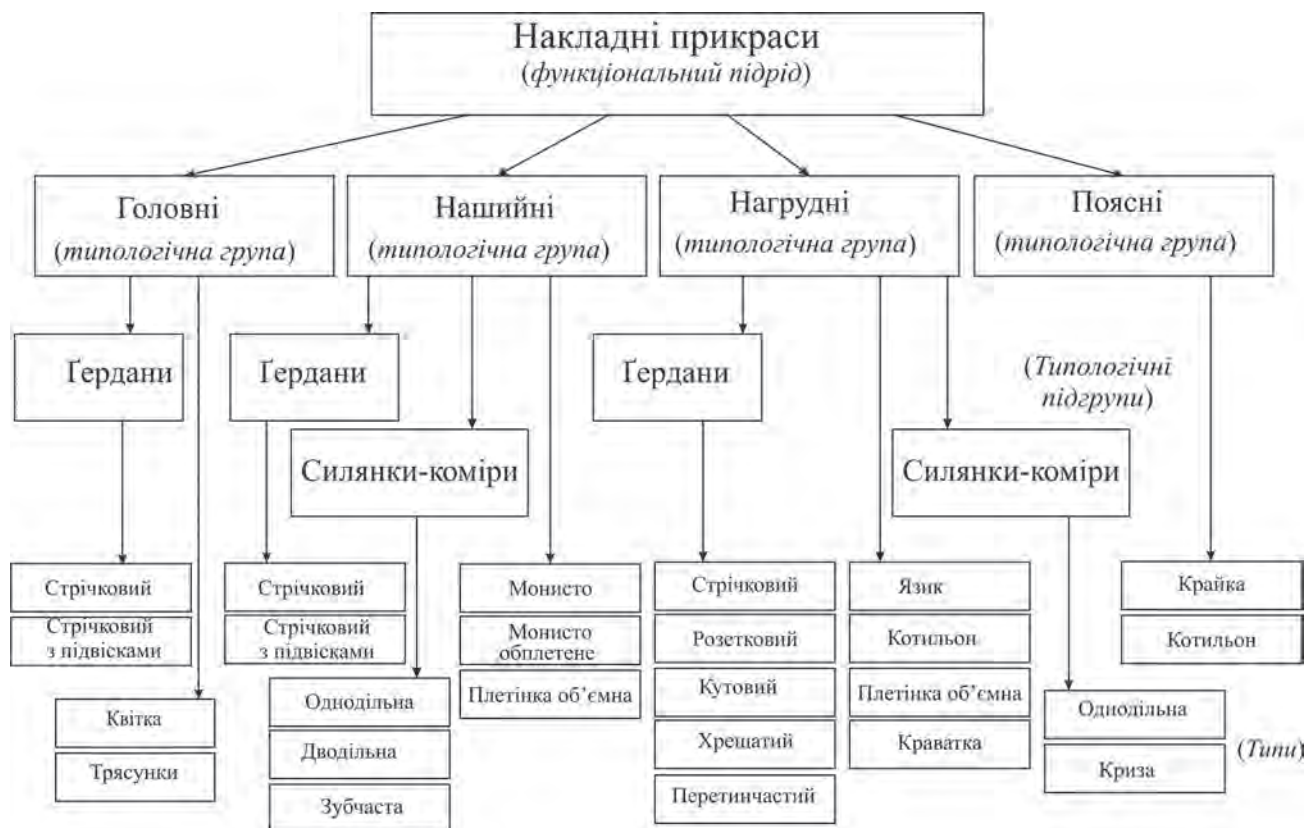 Накладні прикраси
(функціональний підрід)
Головні
(типологічна група)
Нашийні
(типологічна група)
Нагрудні
(типологічна група)
Поясні
(типологічна група)
Ґердани
Ґердани
Ґердани
(Типологічні
підгрупи)
Силянки-коміри
Силянки-коміри
Стрічковий
Стрічковий
з підвісками
Квітка
Трясунки
Стрічковий
Стрічковий
з підвісками
Однодільна
Дводільна
Зубчаста
Монисто
Монисто
обплетене
Плетінка об’ємна
Стрічковий
Розетковий
Кутовий
Хрещатий
Перетинчастий
Язик
Котильон
Плетінка об’ємна
Краватка
Однодільна
Криза
Крайка
Котильон
(Типи)